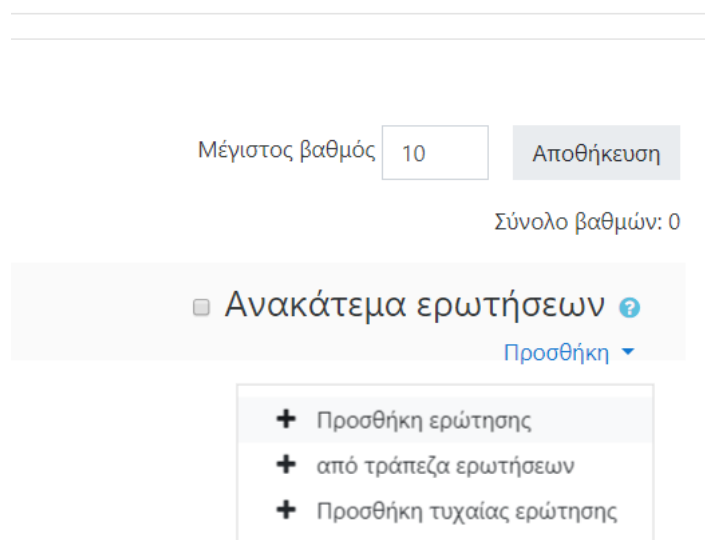 Μέγιστος βαθμός 10 Αποθήκευση
Σύνολο βαθμών: 0
Ανακάτεμα ερωτήσεων ?
Προσθήκη
Προσθήκη ερώτησης
από τράπεζα ερωτήσεων
Προσθήκη τυχαίας ερώτησης